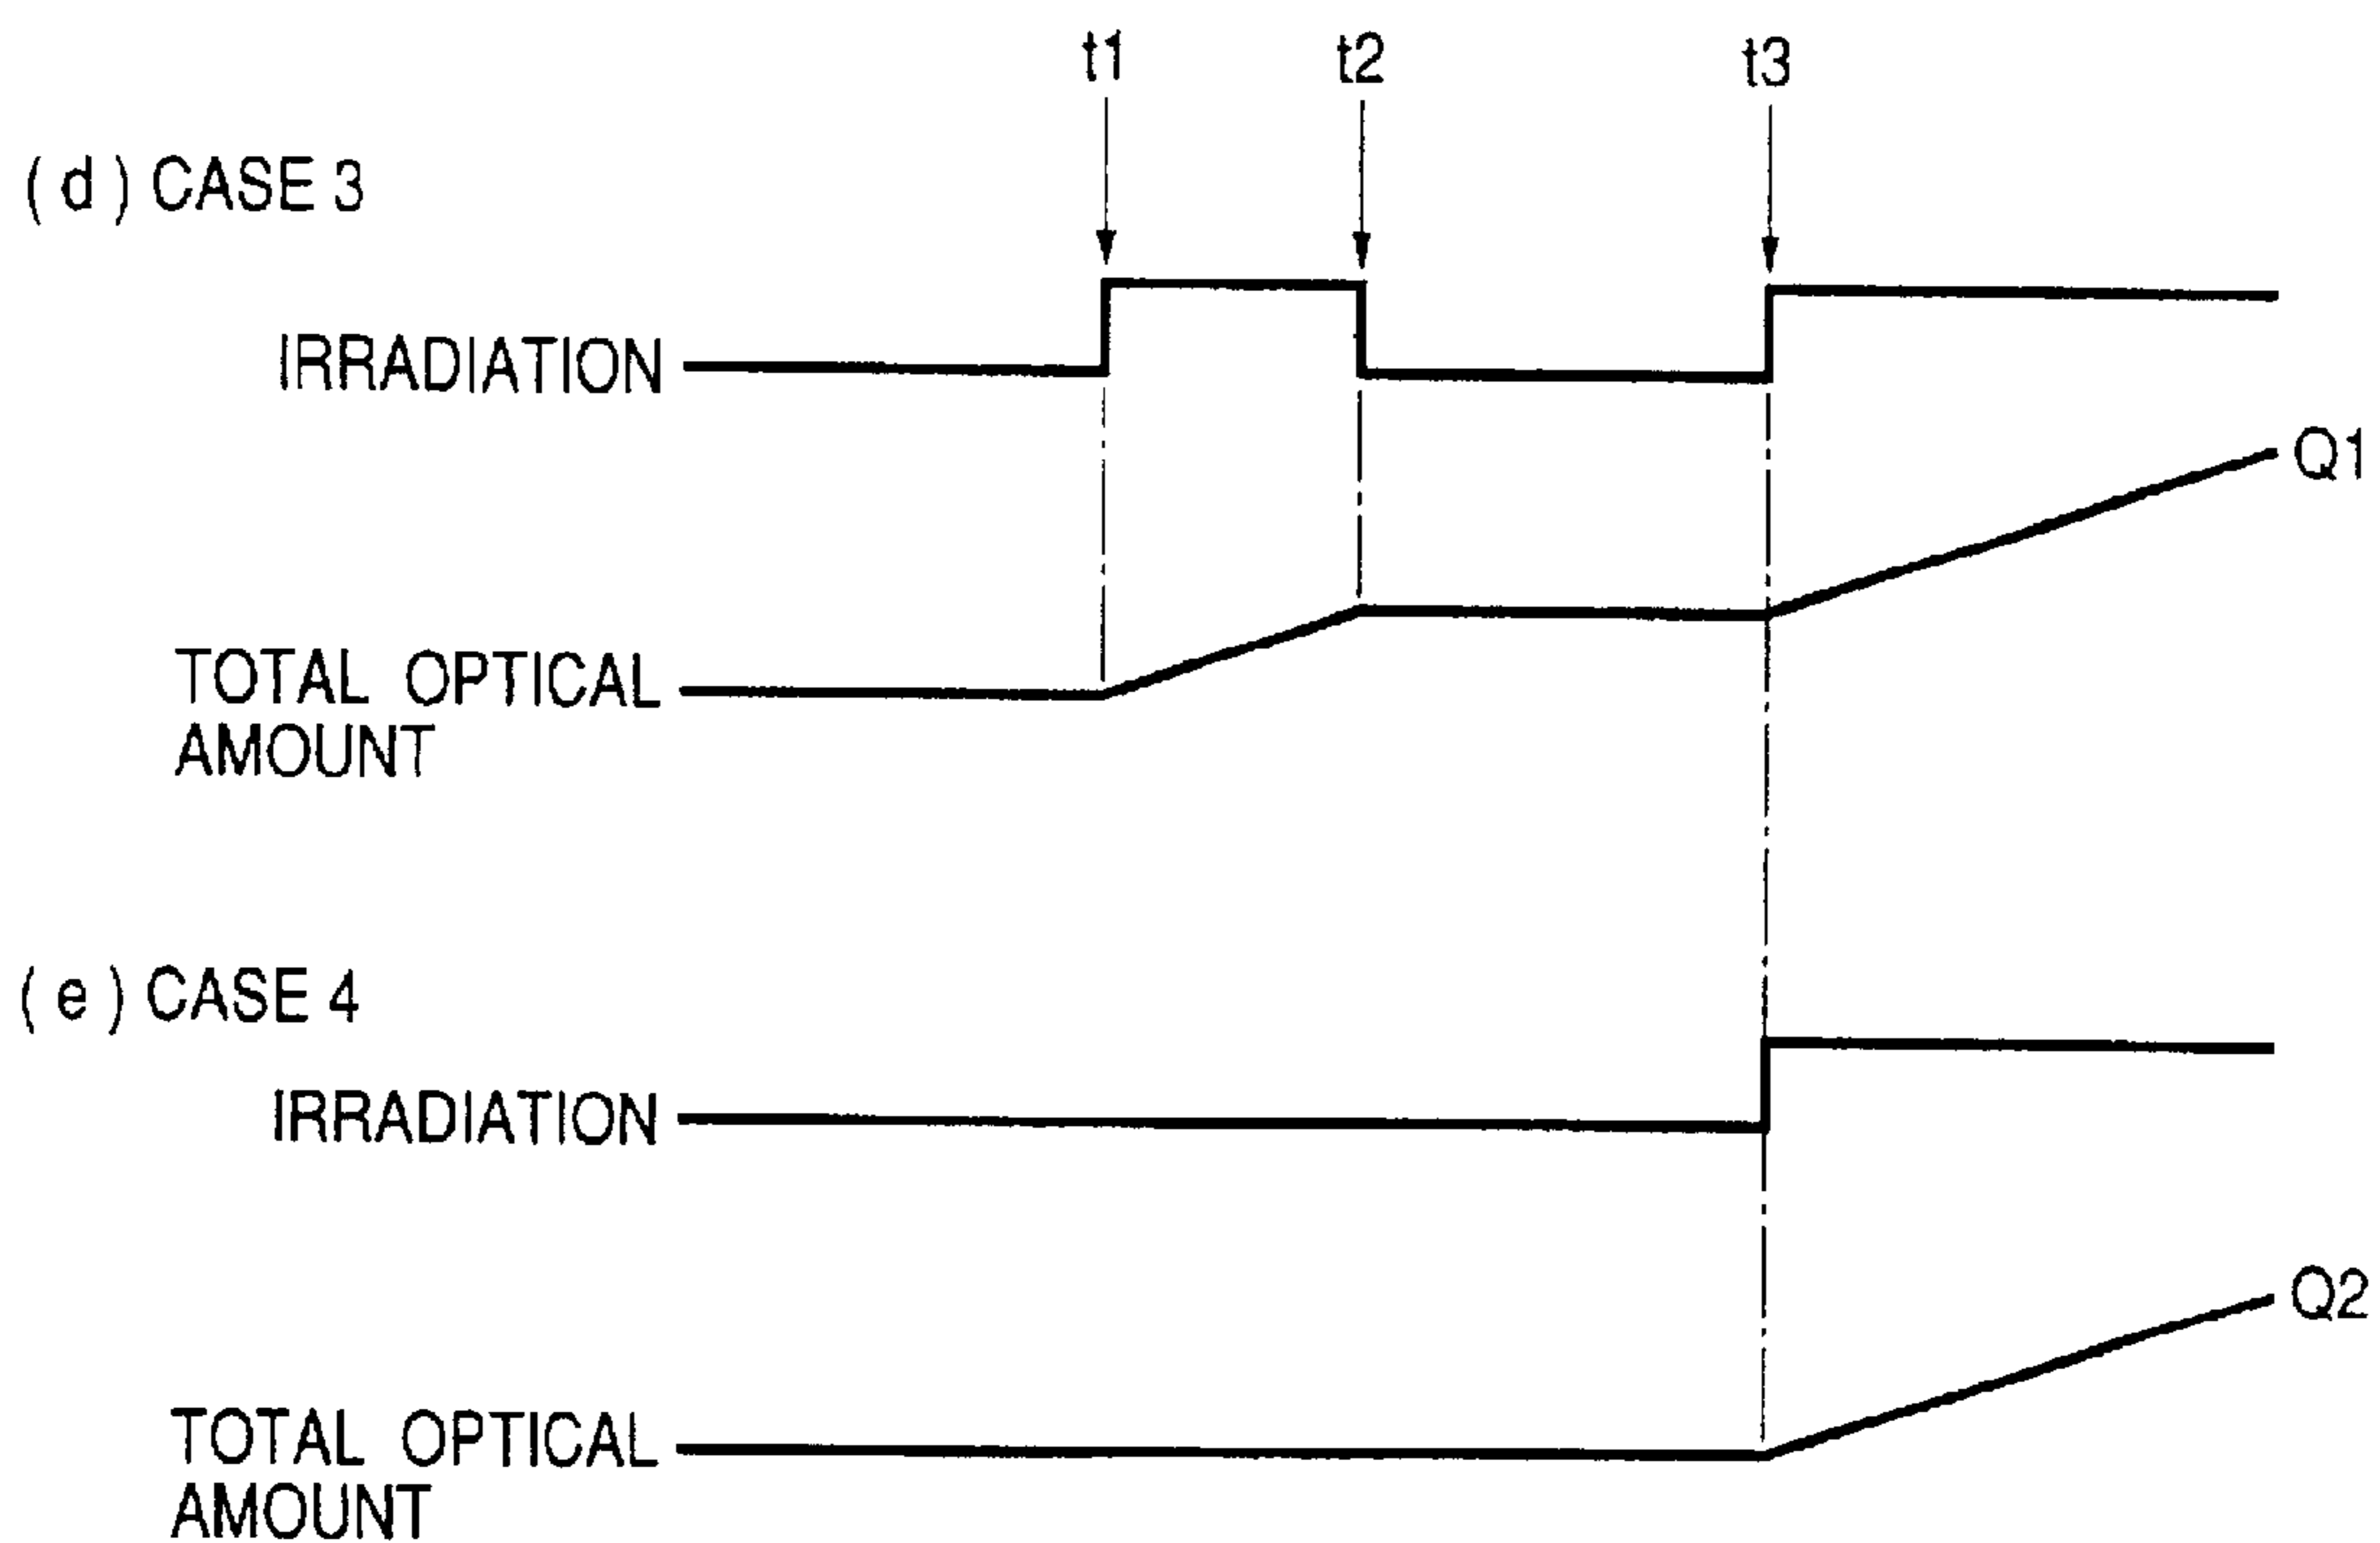 t1 t2 t3
( d ) CASE 3
IRRADIATION
Q1
TOTAL OPTICAL
AMOUNT
( e ) CASE 4
IRRADIATION
Q2
TOTAL OPTICAL
AMOUNT